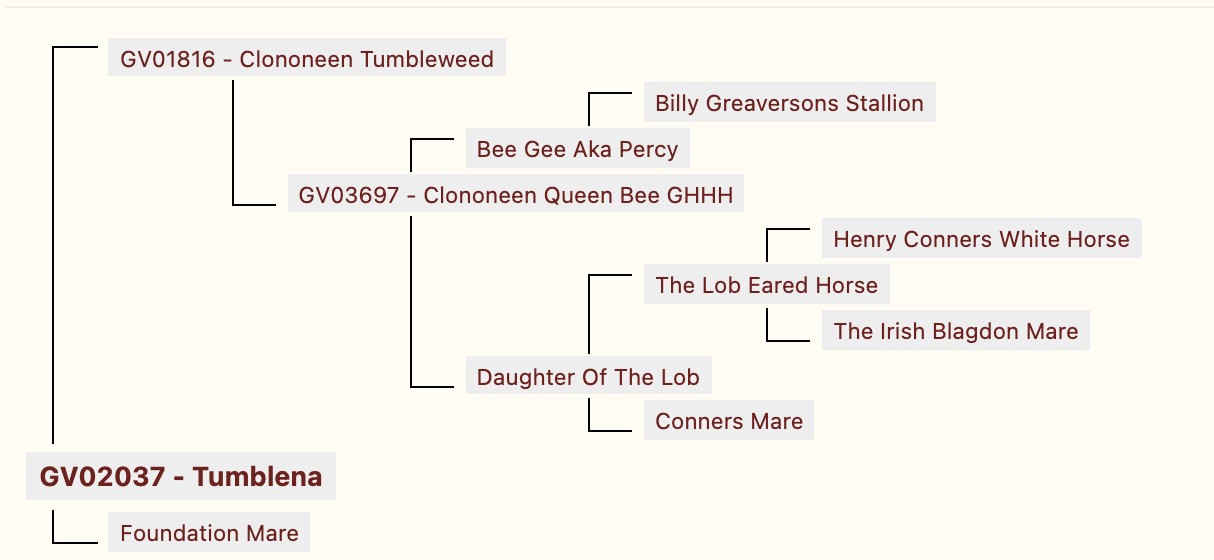 GV01816 - Clononeen Tumbleweed
Billy Greaversons Stallion
Bee Gee Aka Percy
GV03697 - Clononeen Queen Bee GHHH
Henry Conners White Horse
The Lob Eared Horse
The Irish Blagdon Mare
Daughter Of The Lob
Conners Mare
GV02037 - Tumblena
Foundation Mare